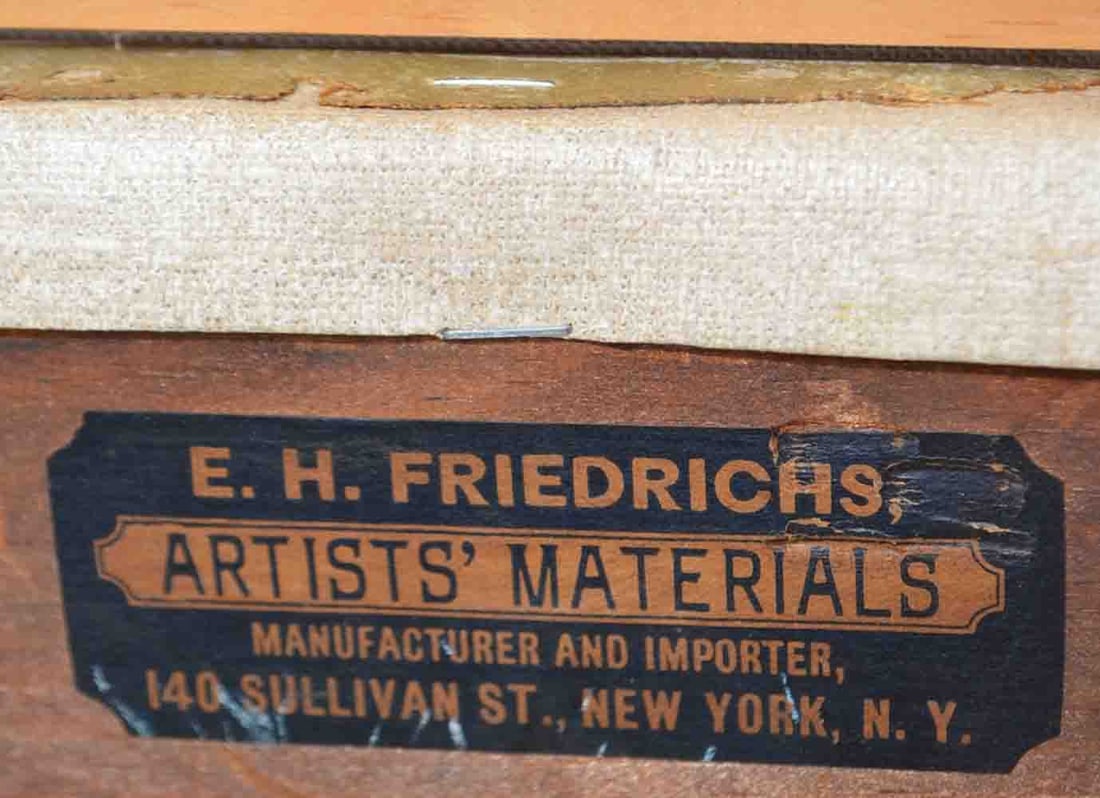 E. H. FRIEDRICHS,
ARTISTS' MATERIALS
MANUFACTURER AND IMPORTER,
140 SULLIVAN ST., NEW YORK, N. Y.